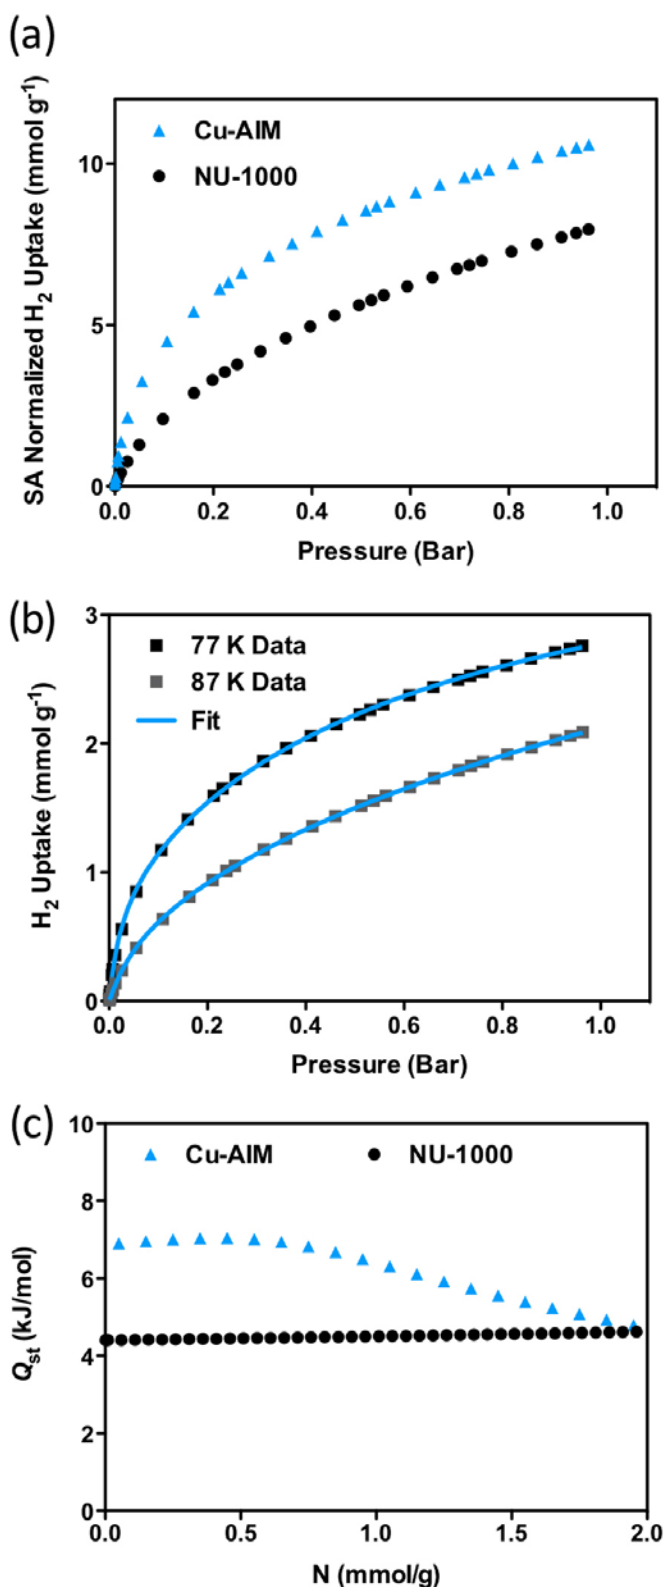 (a)
SA Normalized H₂ Uptake (mmol g⁻¹)
Cu-AIM
NU-1000
10
5
0
0.0 0.2 0.4 0.6 0.8 1.0
Pressure (Bar)
(b)
H₂ Uptake (mmol g⁻¹)
77 K Data
87 K Data
Fit
3
2
1
0
0.0 0.2 0.4 0.6 0.8 1.0
Pressure (Bar)
(c)
Qst (kJ/mol)
Cu-AIM NU-1000
10
8
6
4
2
0
0.0 0.5 1.0 1.5 2.0
N (mmol/g)